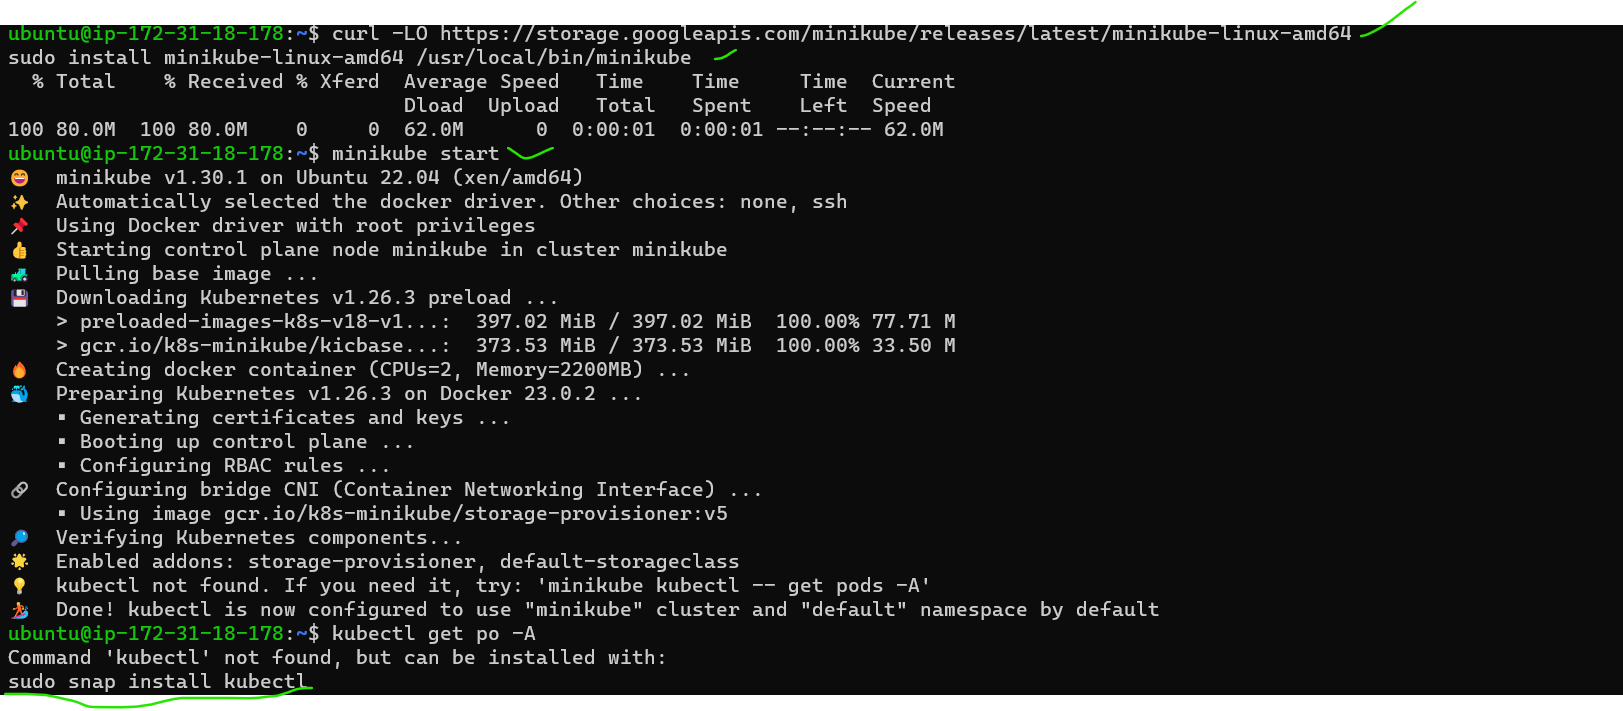 ubuntu@ip-172-31-18-178:~$ curl -LO https://storage.googleapis.com/minikube/releases/latest/minikube-linux-amd64
sudo install minikube-linux-amd64 /usr/local/bin/minikube
% Total % Received % Xferd Average Speed Time Time Time Current
Dload Upload Total Spent Left Speed
100 80.0M 100 80.0M 0 0 62.0M 0 0:00:01 0:00:01 --:--:-- 62.0M
ubuntu@ip-172-31-18-178:~$ minikube start
😄 minikube v1.30.1 on Ubuntu 22.04 (xen/amd64)
✨ Automatically selected the docker driver. Other choices: none, ssh
📌 Using Docker driver with root privileges
👍 Starting control plane node minikube in cluster minikube
🚜 Pulling base image ...
💾 Downloading Kubernetes v1.26.3 preload ...
> preloaded-images-k8s-v18-v1...: 397.02 MiB / 397.02 MiB 100.00% 77.71 M
> gcr.io/k8s-minikube/kicbase...: 373.53 MiB / 373.53 MiB 100.00% 33.50 M
🔥 Creating docker container (CPUs=2, Memory=2200MB) ...
🐳 Preparing Kubernetes v1.26.3 on Docker 23.0.2 ...
▪ Generating certificates and keys ...
▪ Booting up control plane ...
▪ Configuring RBAC rules ...
🔗 Configuring bridge CNI (Container Networking Interface) ...
▪ Using image gcr.io/k8s-minikube/storage-provisioner:v5
🔎 Verifying Kubernetes components...
🌟 Enabled addons: storage-provisioner, default-storageclass
💡 kubectl not found. If you need it, try: 'minikube kubectl -- get pods -A'
🏄 Done! kubectl is now configured to use "minikube" cluster and "default" namespace by default
ubuntu@ip-172-31-18-178:~$ kubectl get po -A
Command 'kubectl' not found, but can be installed with:
sudo snap install kubectl